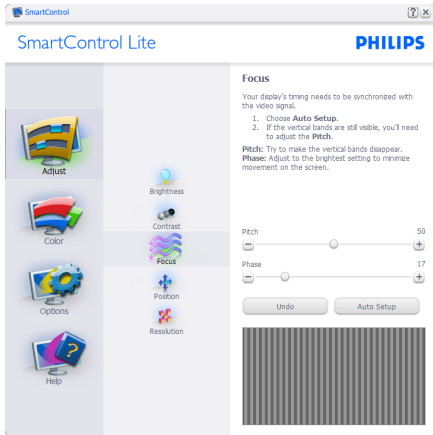 SmartControl
SmartControl Lite
PHILIPS
Adjust
Color
Options
Help
Brightness
Contrast
Focus
Position
Resolution
Focus
Your display's timing needs to be synchronized with
the video signal.
1. Choose Auto Setup.
2. If the vertical bands are still visible, you'll need
to adjust the Pitch.
Pitch: Try to make the vertical bands disappear.
Phase: Adjust to the brightest setting to minimize
movement on the screen.
Pitch 50
Phase 17
Undo Auto Setup